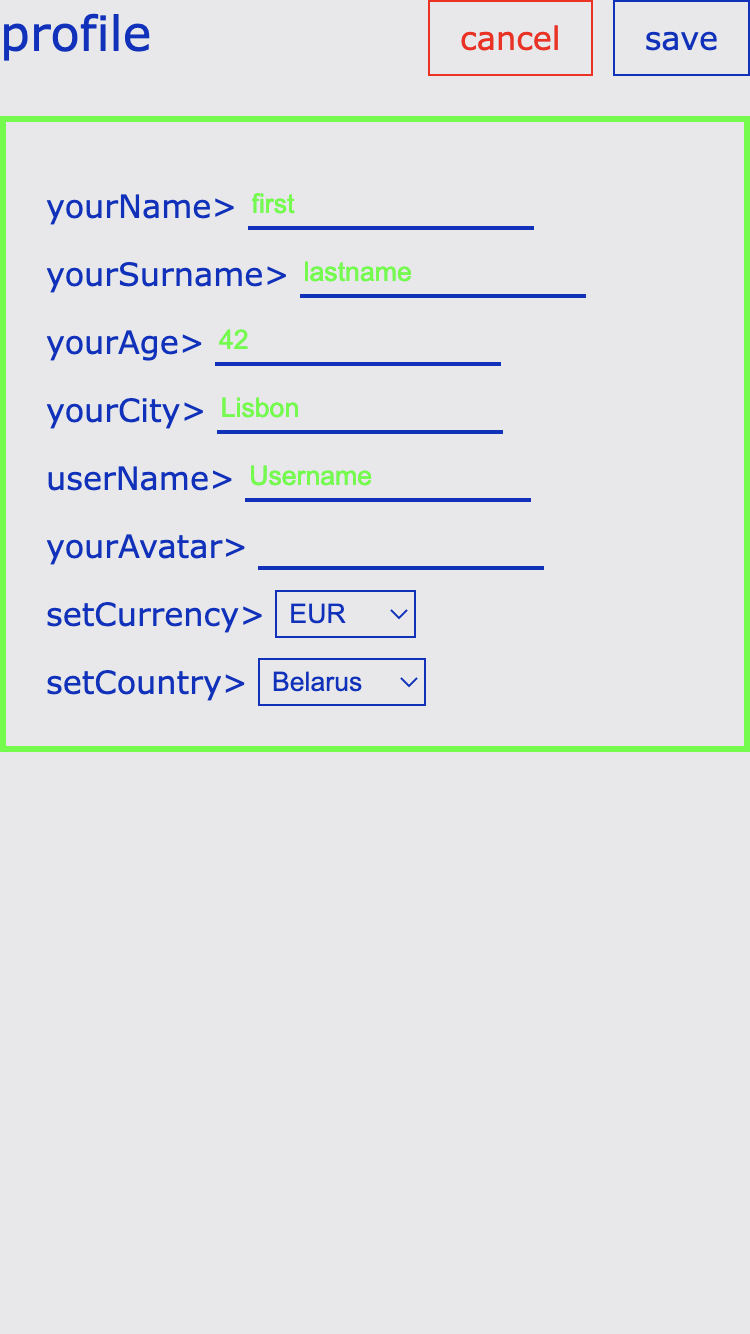 profile cancel save
yourName> first
yourSurname> lastname
yourAge> 42
yourCity> Lisbon
userName> Username
yourAvatar>
setCurrency> EUR
setCountry> Belarus